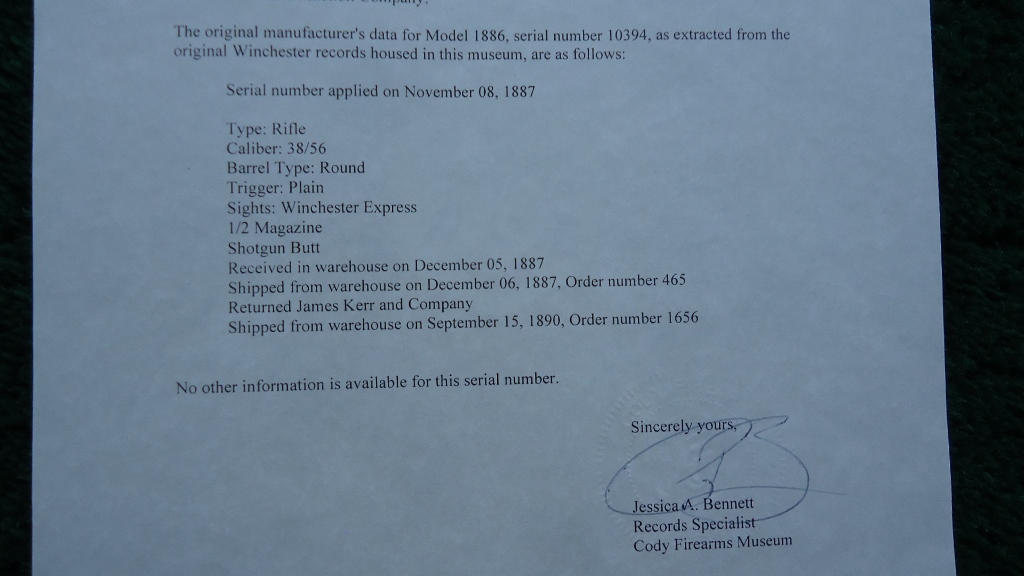 Company.
The original manufacturer's data for Model 1886, serial number 10394, as extracted from the
original Winchester records housed in this museum, are as follows:
Serial number applied on November 08, 1887
Type: Rifle
Caliber: 38/56
Barrel Type: Round
Trigger: Plain
Sights: Winchester Express
1/2 Magazine
Shotgun Butt
Received in warehouse on December 05, 1887
Shipped from warehouse on December 06, 1887, Order number 465
Returned James Kerr and Company
Shipped from warehouse on September 15, 1890, Order number 1656
No other information is available for this serial number.
Sincerely yours,
Jessica A. Bennett
Records Specialist
Cody Firearms Museum